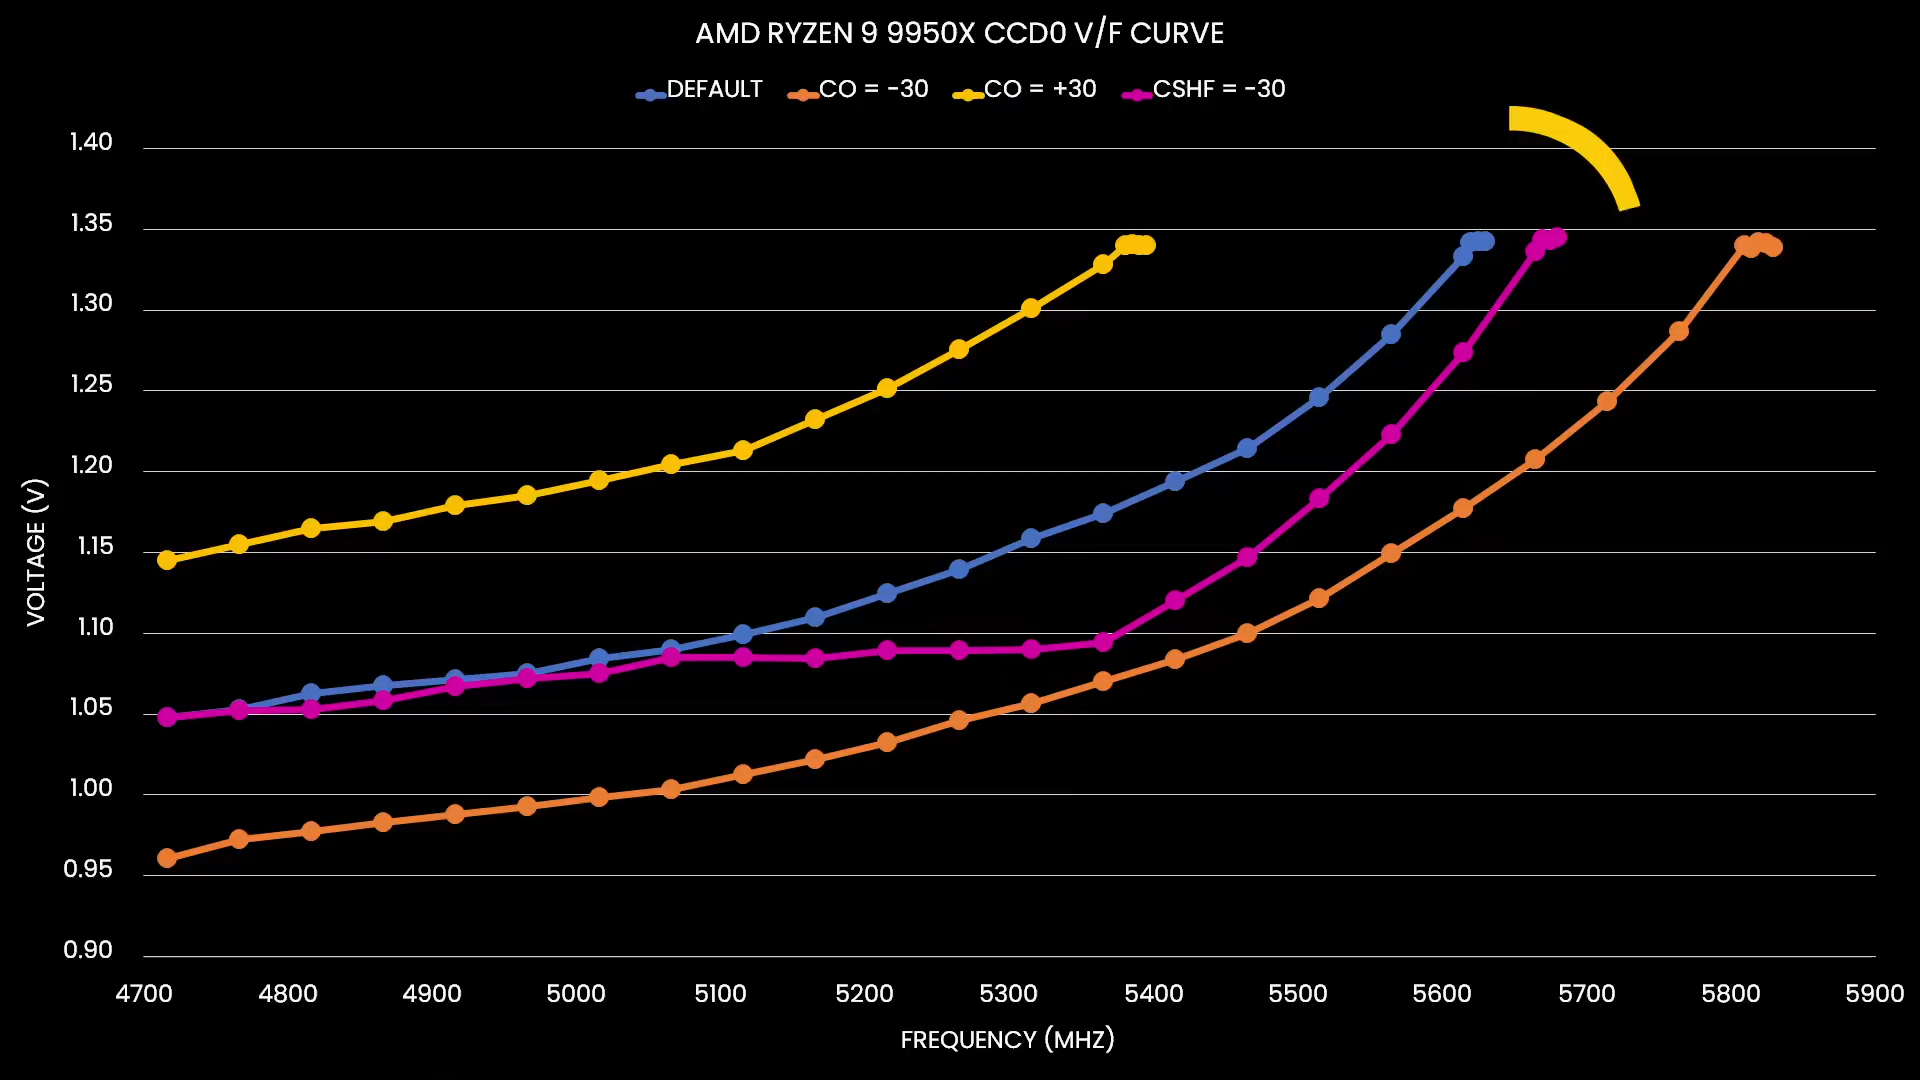 AMD RYZEN 9 9950X CCD0 V/F CURVE
DEFAULT CO = -30 CO = +30 CSHF = -30
1.40
1.35
1.30
1.25
1.20
1.15
1.10
1.05
1.00
0.95
0.90
VOLTAGE (V)
4700 4800 4900 5000 5100 5200 5300 5400 5500 5600 5700 5800 5900
FREQUENCY (MHZ)